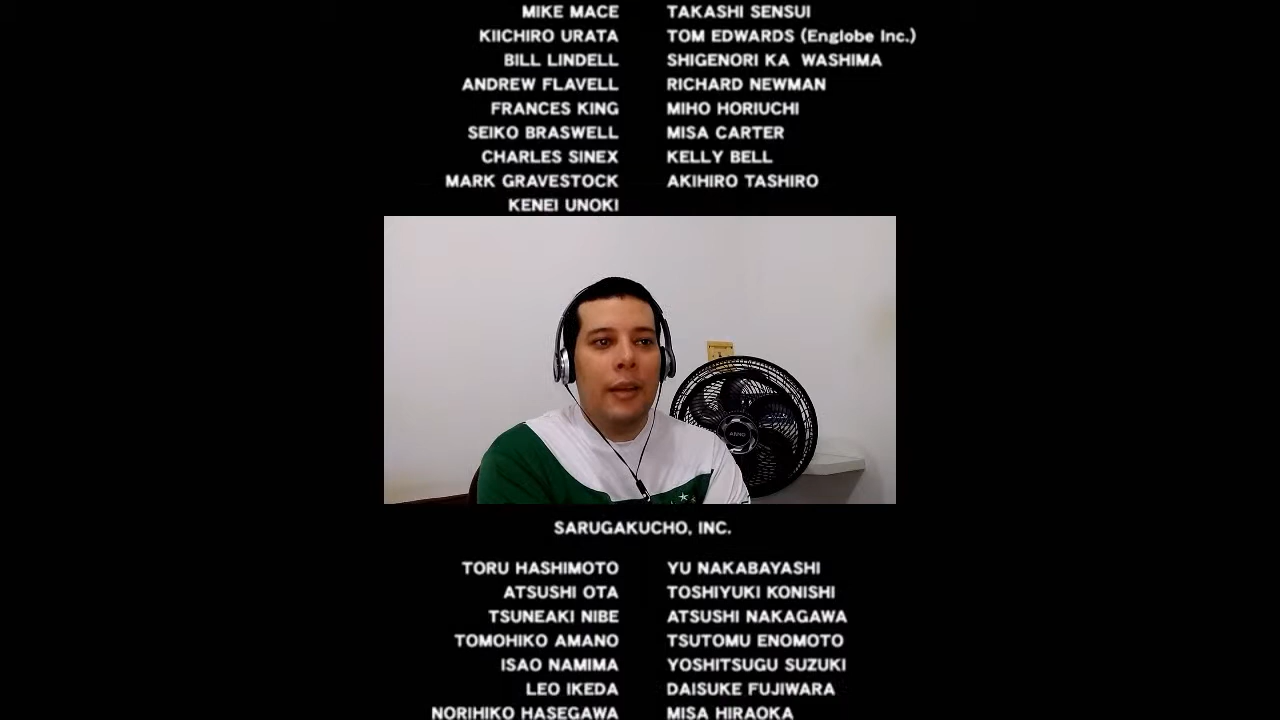 MIKE MACE TAKASHI SENSUI
KIICHIRO URATA TOM EDWARDS (Englobe Inc.)
BILL LINDELL SHIGENORI KA WASHIMA
ANDREW FLAVELL RICHARD NEWMAN
FRANCES KING MIHO HORIUCHI
SEIKO BRASWELL MISA CARTER
CHARLES SINEX KELLY BELL
MARK GRAVESTOCK AKIHIRO TASHIRO
KENEI UNOKI
ARNO
SARUGAKUCHO, INC.
TORU HASHIMOTO YU NAKABAYASHI
ATSUSHI OTA TOSHIYUKI KONISHI
TSUNEAKI NIBE ATSUSHI NAKAGAWA
TOMOHIKO AMANO TSUTOMU ENOMOTO
ISAO NAMIMA YOSHITSUGU SUZUKI
LEO IKEDA DAISUKE FUJIWARA
NORIHIKO HASEGAWA MISA HIRAOKA